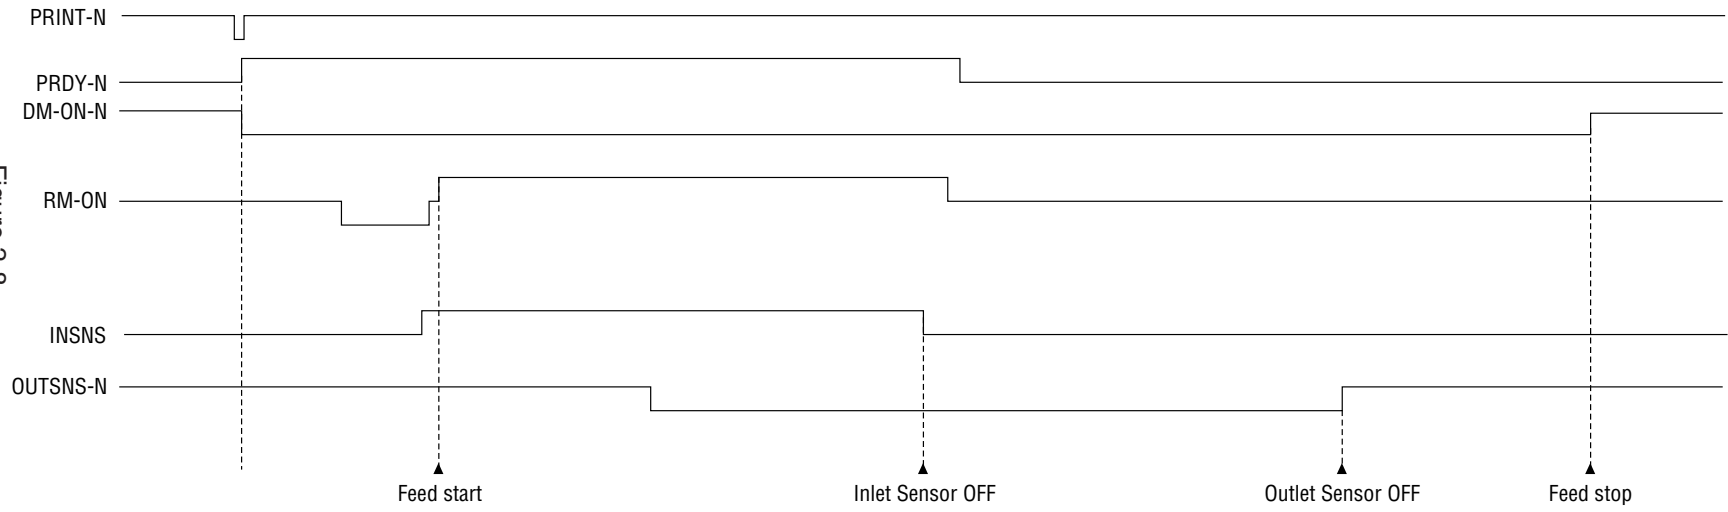 PRINT-N
PRDY-N
DM-ON-N
RM-ON
INSNS
OUTSNS-N
Feed start
Inlet Sensor OFF
Outlet Sensor OFF
Feed stop